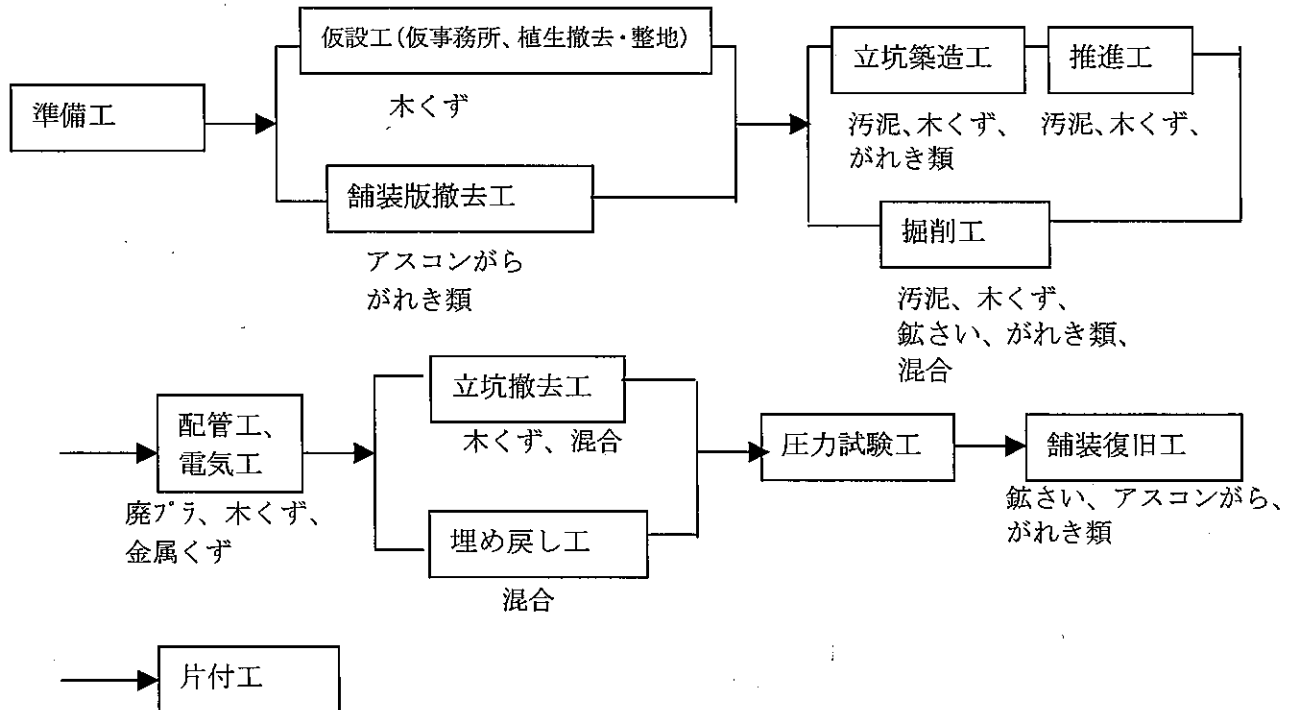 仮設工(仮事務所、植生撤去・整地)
木くず
準備工
舗装版撤去工
アスコンがら
がれき類
立坑築造工
汚泥、木くず、
がれき類
推進工
汚泥、木くず、
掘削工
汚泥、木くず、
鉱さい、がれき類、
混合
配管工、
電気工
廃プラ、木くず、
金属くず
立坑撤去工
木くず、混合
埋め戻し工
混合
圧力試験工
舗装復旧工
鉱さい、アスコンがら、
がれき類
片付工